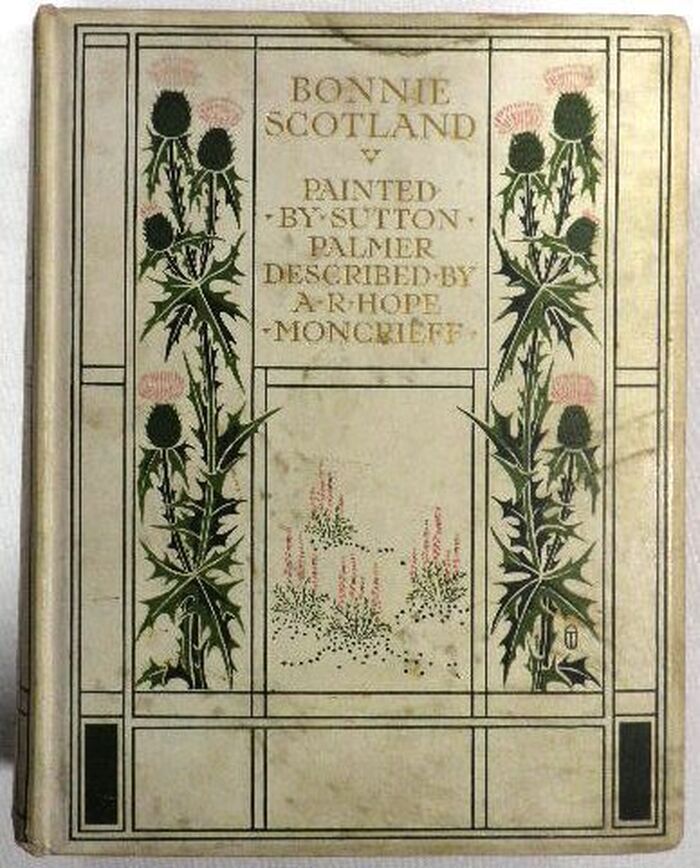 BONNIE
SCOTLAND
PAINTED
·BY·SUTTON·
PALMER
DESCRIBED·BY
A·R·HOPE
·MONCRIEFF·